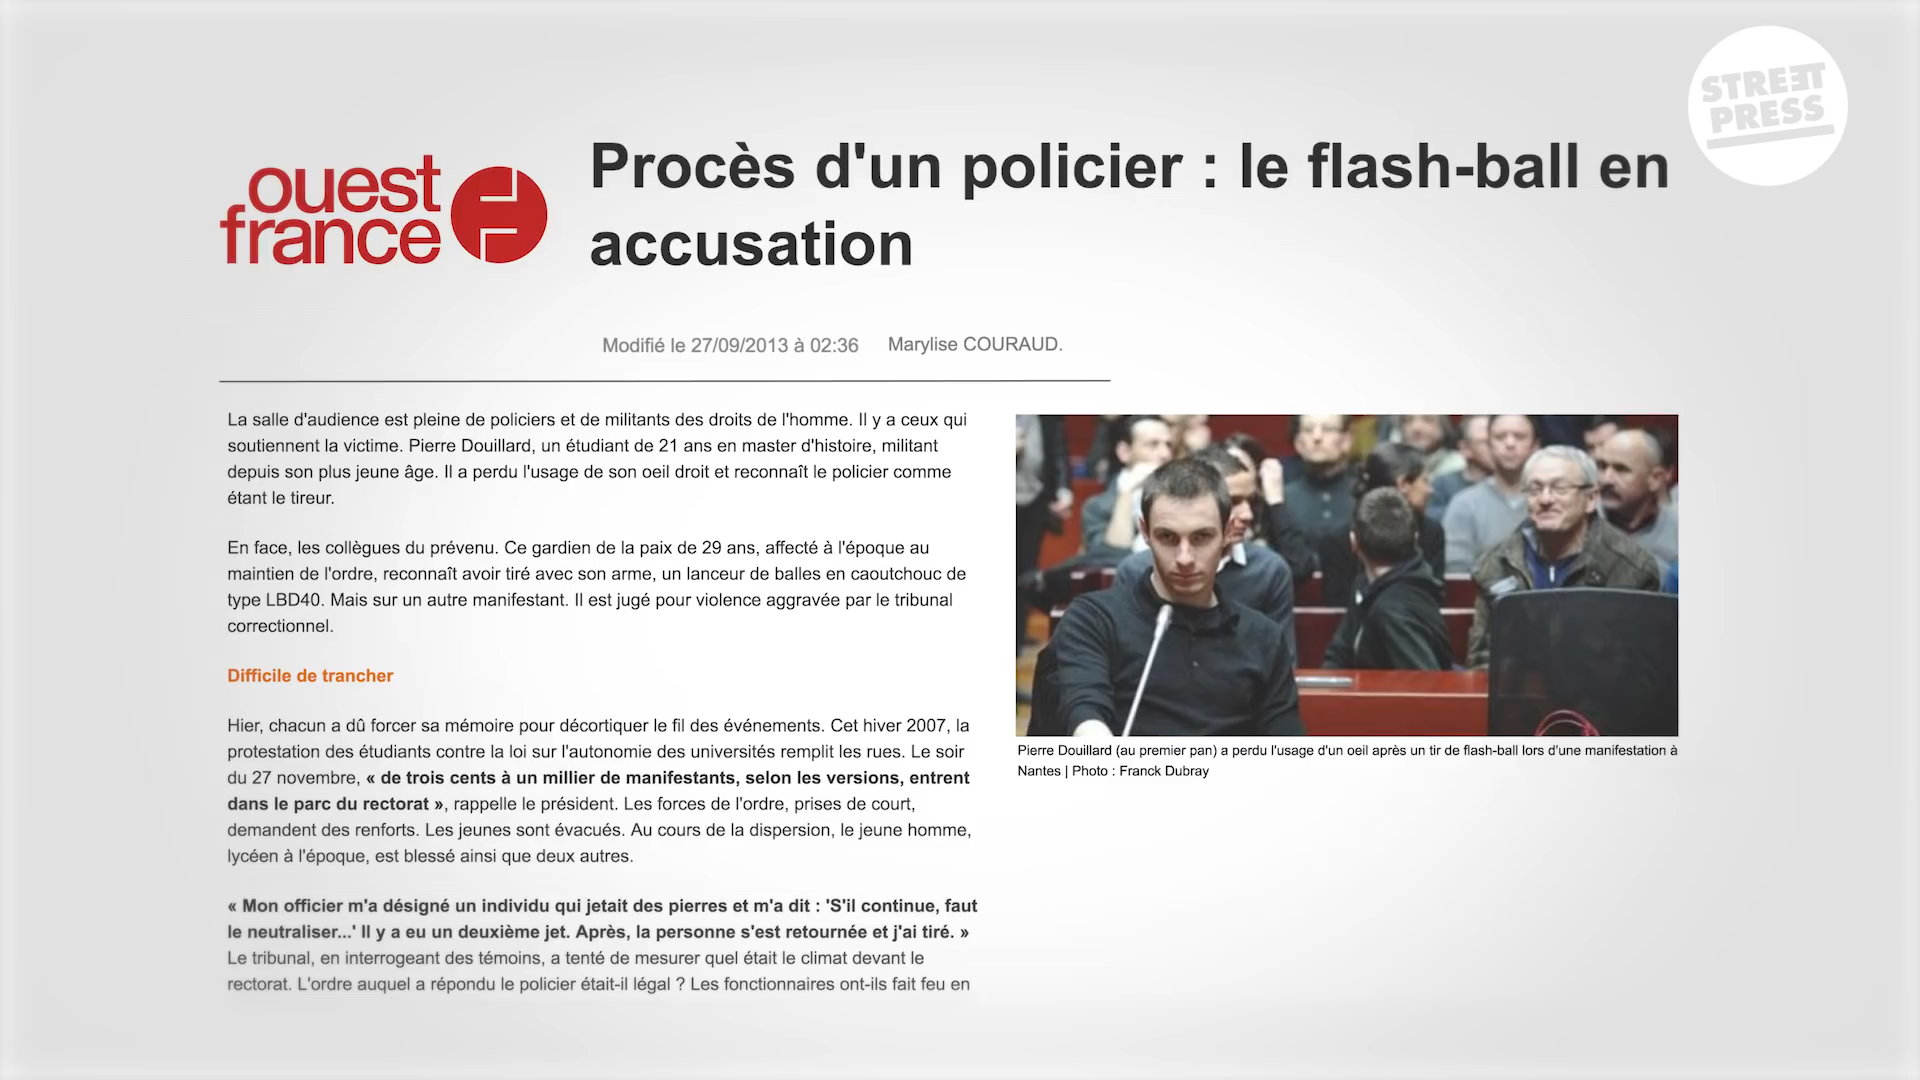 STREET
PRESS
ouest
france
Procès d'un policier : le flash-ball en
accusation
Modifié le 27/09/2013 à 02:36 Marylise COURAUD.
La salle d'audience est pleine de policiers et de militants des droits de l'homme. Il y a ceux qui
soutiennent la victime. Pierre Douillard, un étudiant de 21 ans en master d'histoire, militant
depuis son plus jeune âge. Il a perdu l'usage de son oeil droit et reconnaît le policier comme
étant le tireur.
En face, les collègues du prévenu. Ce gardien de la paix de 29 ans, affecté à l'époque au
maintien de l'ordre, reconnaît avoir tiré avec son arme, un lanceur de balles en caoutchouc de
type LBD40. Mais sur un autre manifestant. Il est jugé pour violence aggravée par le tribunal
correctionnel.
Difficile de trancher
Hier, chacun a dû forcer sa mémoire pour décortiquer le fil des événements. Cet hiver 2007, la
protestation des étudiants contre la loi sur l'autonomie des universités remplit les rues. Le soir
du 27 novembre, « de trois cents à un millier de manifestants, selon les versions, entrent
dans le parc du rectorat », rappelle le président. Les forces de l'ordre, prises de court,
demandent des renforts. Les jeunes sont évacués. Au cours de la dispersion, le jeune homme,
lycéen à l'époque, est blessé ainsi que deux autres.
« Mon officier m'a désigné un individu qui jetait des pierres et m'a dit : 'S'il continue, faut
le neutraliser...' Il y a eu un deuxième jet. Après, la personne s'est retournée et j'ai tiré. »
Le tribunal, en interrogeant des témoins, a tenté de mesurer quel était le climat devant le
rectorat. L'ordre auquel a répondu le policier était-il légal ? Les fonctionnaires ont-ils fait feu en
Pierre Douillard (au premier pan) a perdu l'usage d'un oeil après un tir de flash-ball lors d'une manifestation à
Nantes | Photo : Franck Dubray